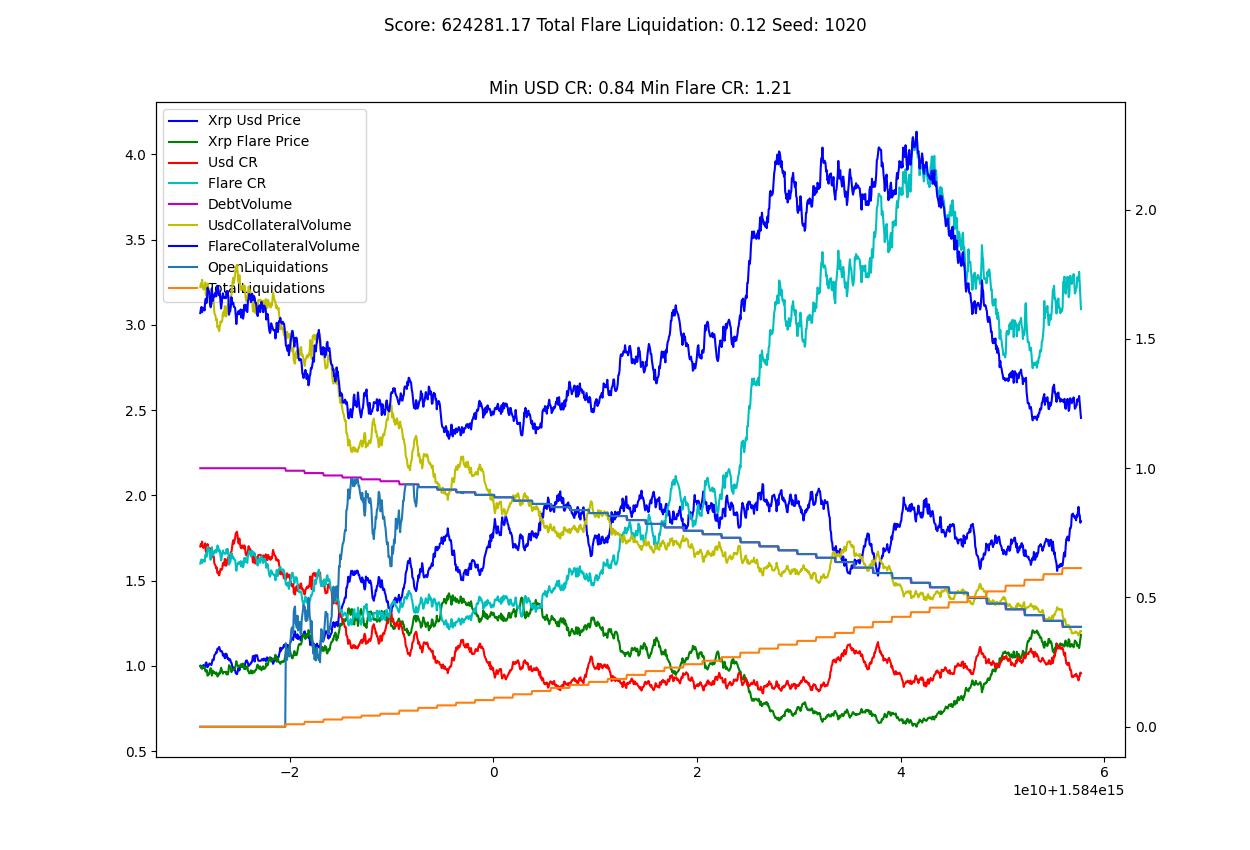 Score: 624281.17 Total Flare Liquidation: 0.12 Seed: 1020
Min USD CR: 0.84 Min Flare CR: 1.21
Xrp Usd Price
Xrp Flare Price
Usd CR
Flare CR
DebtVolume
UsdCollateralVolume
FlareCollateralVolume
OpenLiquidations
TotalLiquidations
4.0
3.5
3.0
2.5
2.0
1.5
1.0
0.5
2.0
1.5
1.0
0.5
0.0
−2
0
2
4
6
1e10+1.584e15